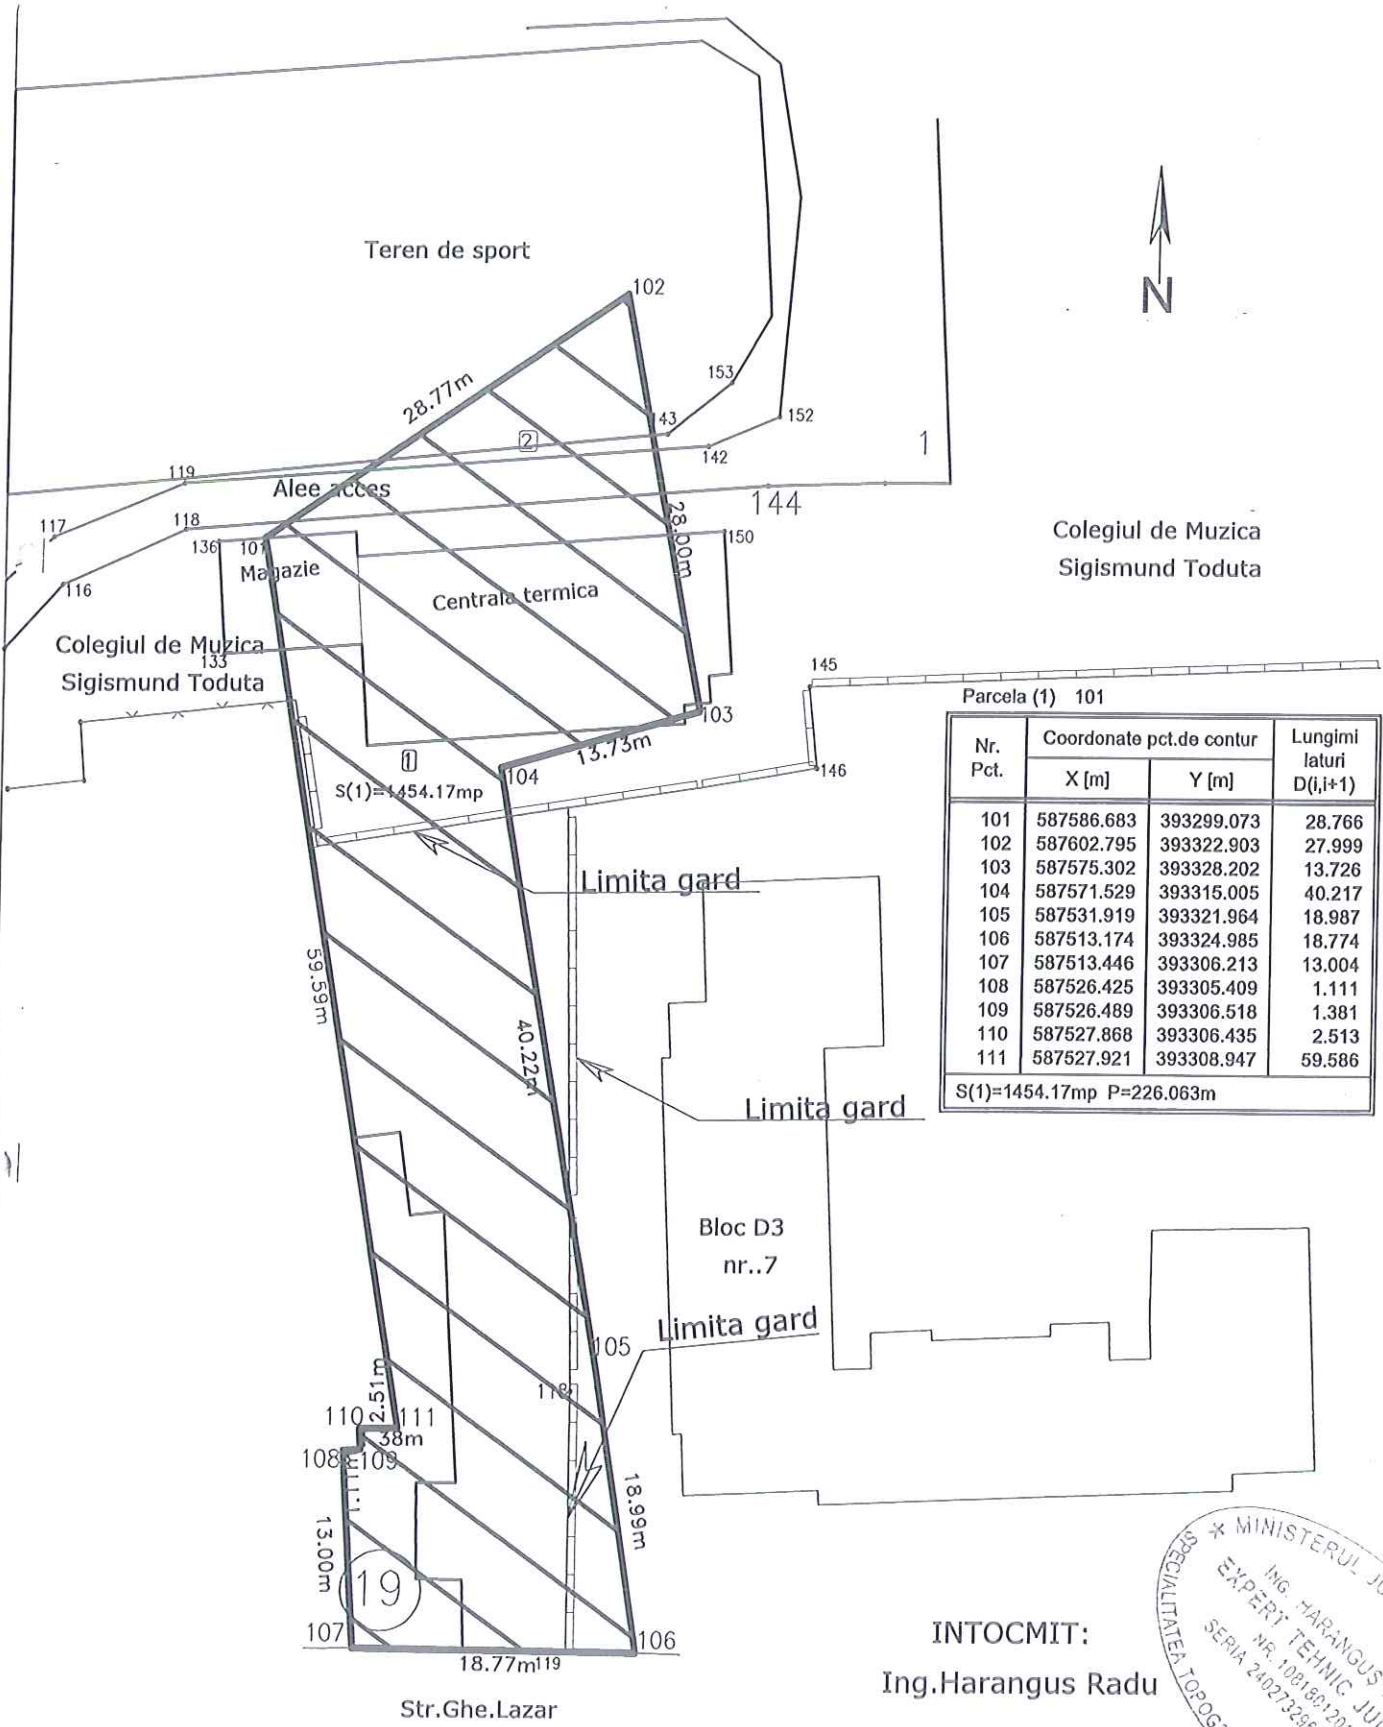 Teren de sport
102
N
28.77m
153
152
143
2
142
1
119
Alee acces
144
117
118
136
101
150
28.00m
Magazie
Centrala termica
116
Colegiul de Muzica
Sigismund Toduta
Colegiul de Muzica
133
Sigismund Toduta
145
103
13.73m
1
104
146
S(1)=1454.17mp
Parcela (1) 101
Nr. Pct. Coordonate pct.de contur Lungimi laturi D(i,i+1)
X [m] Y [m]
101 587586.683 393299.073 28.766
102 587602.795 393322.903 27.999
103 587575.302 393328.202 13.726
104 587571.529 393315.005 40.217
105 587531.919 393321.964 18.987
106 587513.174 393324.985 18.774
107 587513.446 393306.213 13.004
108 587526.425 393305.409 1.111
109 587526.489 393306.518 1.381
110 587527.868 393306.435 2.513
111 587527.921 393308.947 59.586
S(1)=1454.17mp P=226.063m
Limita gard
59.59m
40.22m
Limita gard
Bloc D3
nr..7
Limita gard
105
2.51m
110
111
38m
108
109
1.11m
18.99m
13.00m
19
107
106
18.77m
119
Str.Ghe.Lazar
INTOCMIT:
Ing.Harangus Radu
* MINISTERUL
ING. HARANGUS
EXPERT TEHNIC
SPECIALITATEA